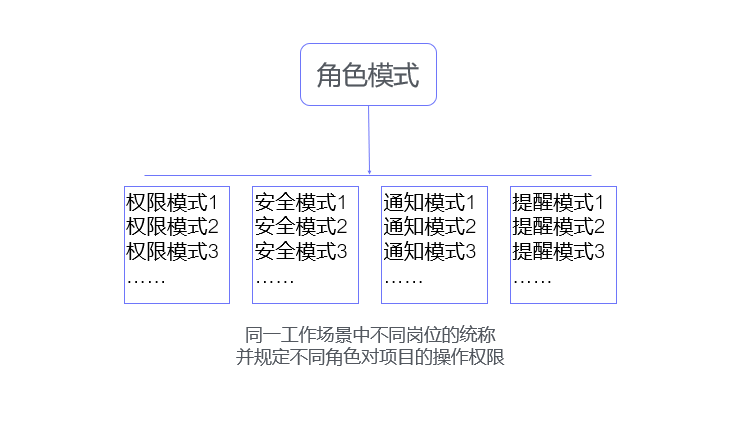 角色模式
权限模式1
权限模式2
权限模式3
……
安全模式1
安全模式2
安全模式3
……
通知模式1
通知模式2
通知模式3
……
提醒模式1
提醒模式2
提醒模式3
……
同一工作场景中不同岗位的统称
并规定不同角色对项目的操作权限